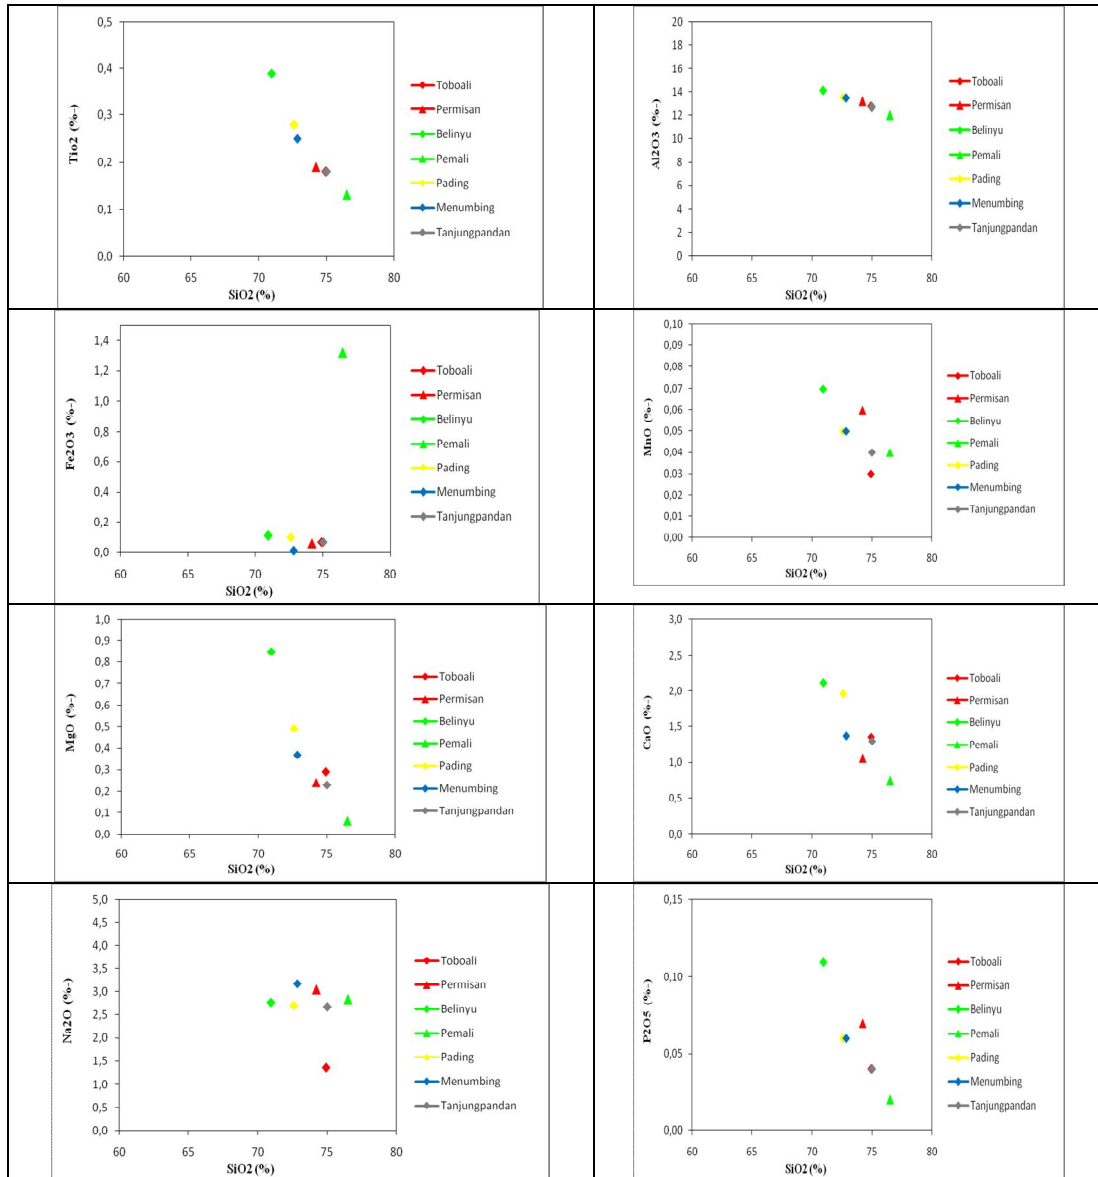 0,5
0,4
0,3
0,2
0,1
0,0
60 65 70 75 80
Tio2 (%-)
SiO2 (%)
Toboali
Permisan
Belinyu
Pemali
Pading
Menumbing
Tanjungpandan
20
18
16
14
12
10
8
6
4
2
0
60 65 70 75 80
Al2O3 (%-)
SiO2 (%)
Toboali
Permisan
Belinyu
Pemali
Pading
Menumbing
Tanjungpandan
1,4
1,2
1,0
0,8
0,6
0,4
0,2
0,0
60 65 70 75 80
Fe2O3 (%-)
SiO2 (%)
Toboali
Permisan
Belinyu
Pemali
Pading
Menumbing
Tanjungpandan
0,10
0,09
0,08
0,07
0,06
0,05
0,04
0,03
0,02
0,01
0,00
60 65 70 75 80
MnO (%-)
SiO2 (%)
Toboali
Permisan
Belinyu
Pemali
Pading
Menumbing
Tanjungpandan
1,0
0,9
0,8
0,7
0,6
0,5
0,4
0,3
0,2
0,1
0,0
60 65 70 75 80
MgO (%-)
SiO2 (%)
Toboali
Permisan
Belinyu
Pemali
Pading
Menumbing
Tanjungpandan
3,0
2,5
2,0
1,5
1,0
0,5
0,0
60 65 70 75 80
CaO (%-)
SiO2 (%)
Toboali
Permisan
Belinyu
Pemali
Pading
Menumbing
Tanjungpandan
5,0
4,5
4,0
3,5
3,0
2,5
2,0
1,5
1,0
0,5
0,0
60 65 70 75 80
Na2O (%-)
SiO2 (%)
Toboali
Permisan
Belinyu
Pemali
Pading
Menumbing
Tanjungpandan
0,15
0,10
0,05
0,00
60 65 70 75 80
P2O5 (%-)
SiO2 (%)
Toboali
Permisan
Belinyu
Pemali
Pading
Menumbing
Tanjungpandan